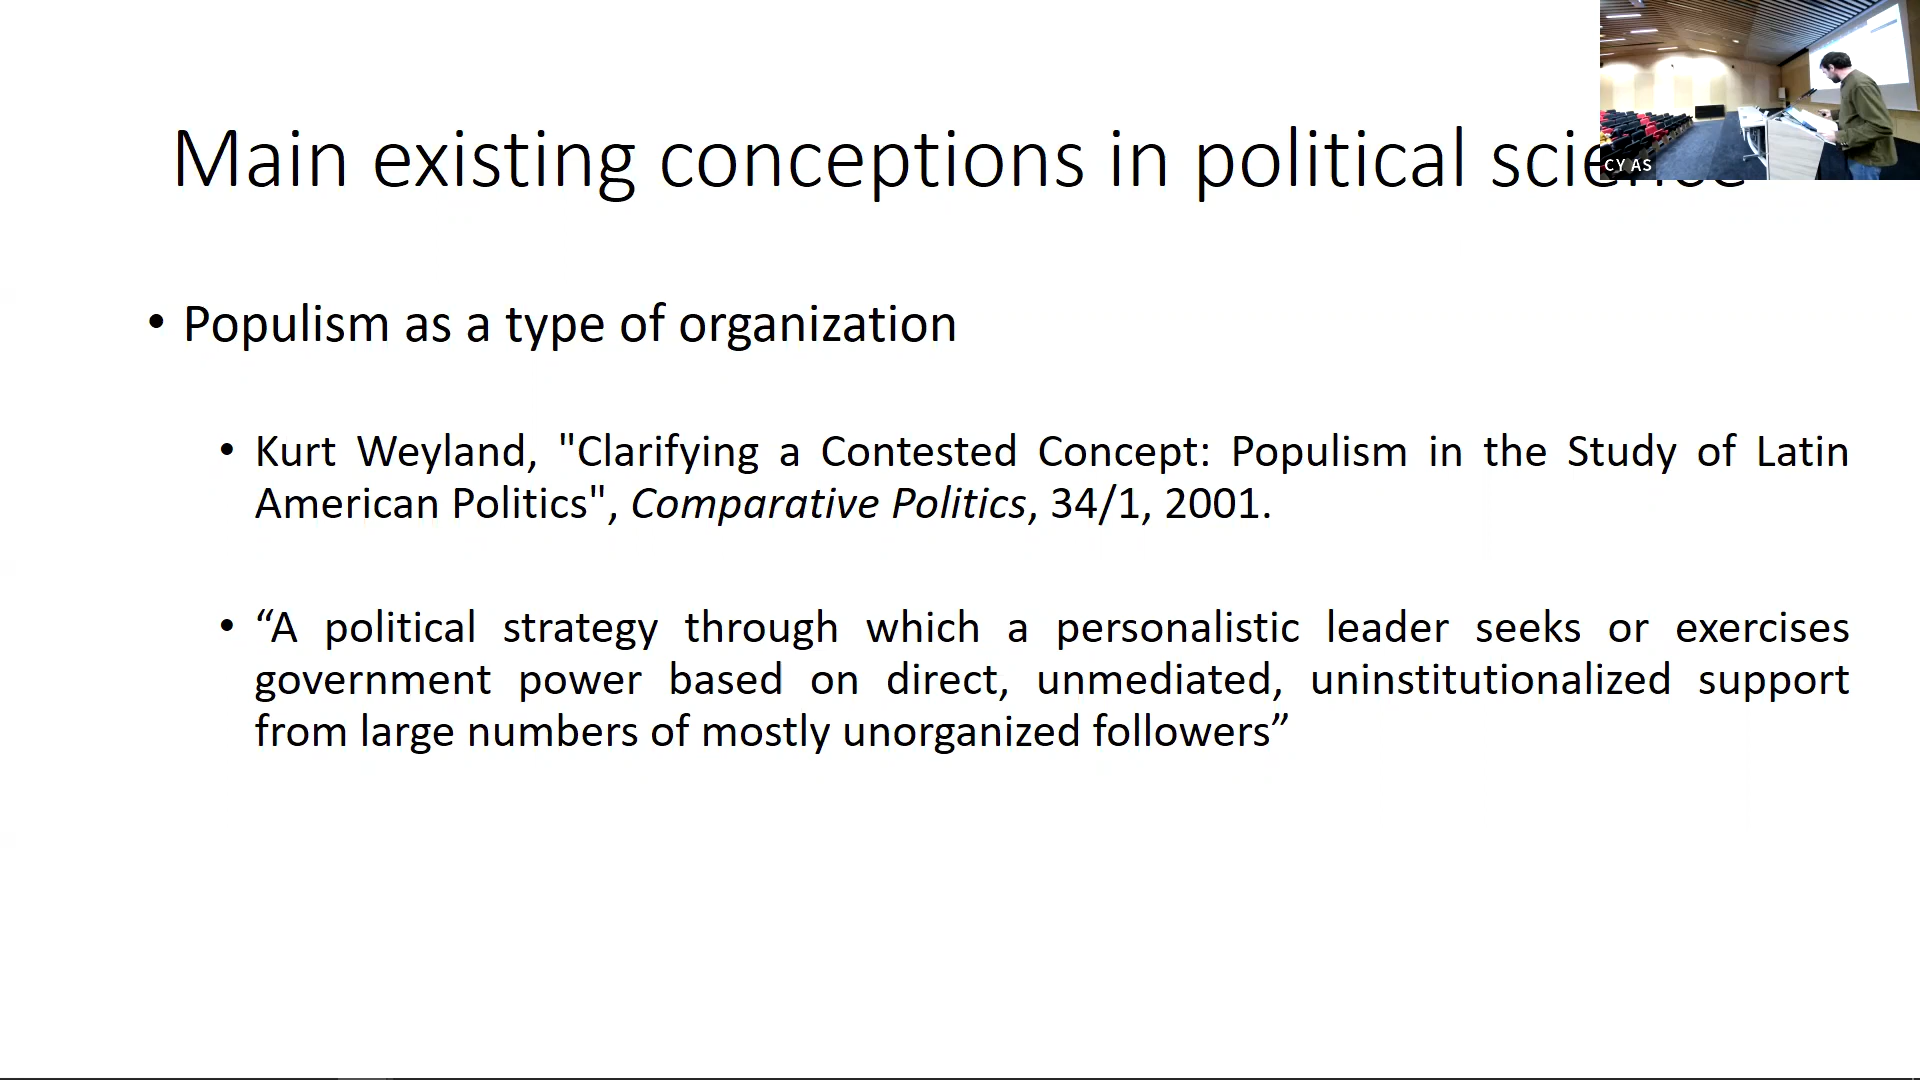 Main existing conceptions in political science
• Populism as a type of organization
• Kurt Weyland, "Clarifying a Contested Concept: Populism in the Study of Latin
American Politics", Comparative Politics, 34/1, 2001.
• “A political strategy through which a personalistic leader seeks or exercises
government power based on direct, unmediated, uninstitutionalized support
from large numbers of mostly unorganized followers”
CY AS